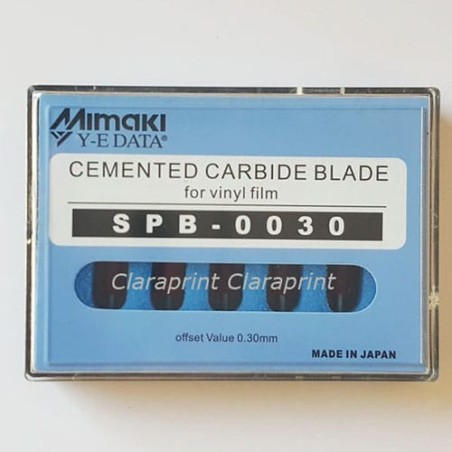 Mimaki
Y-E DATA®
CEMENTED CARBIDE BLADE
for vinyl film
SPB-0030
Claraprint Claraprint
offset Value 0.30mm
MADE IN JAPAN